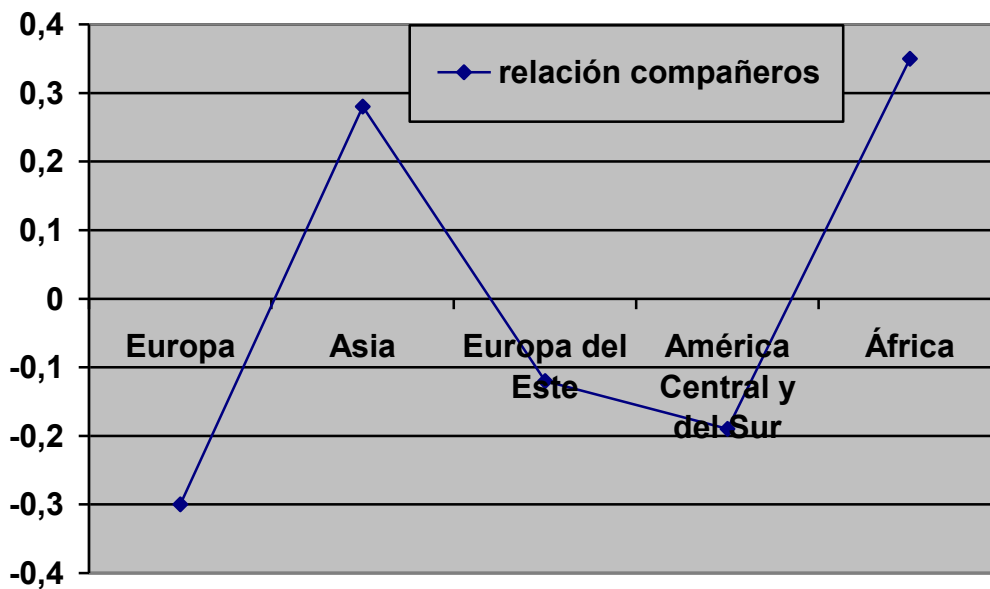 0,4
relación compañeros
0,3
0,2
0,1
0
Europa
Asia
Europa del
Este
América
Central y
del Sur
África
-0,1
-0,2
-0,3
-0,4